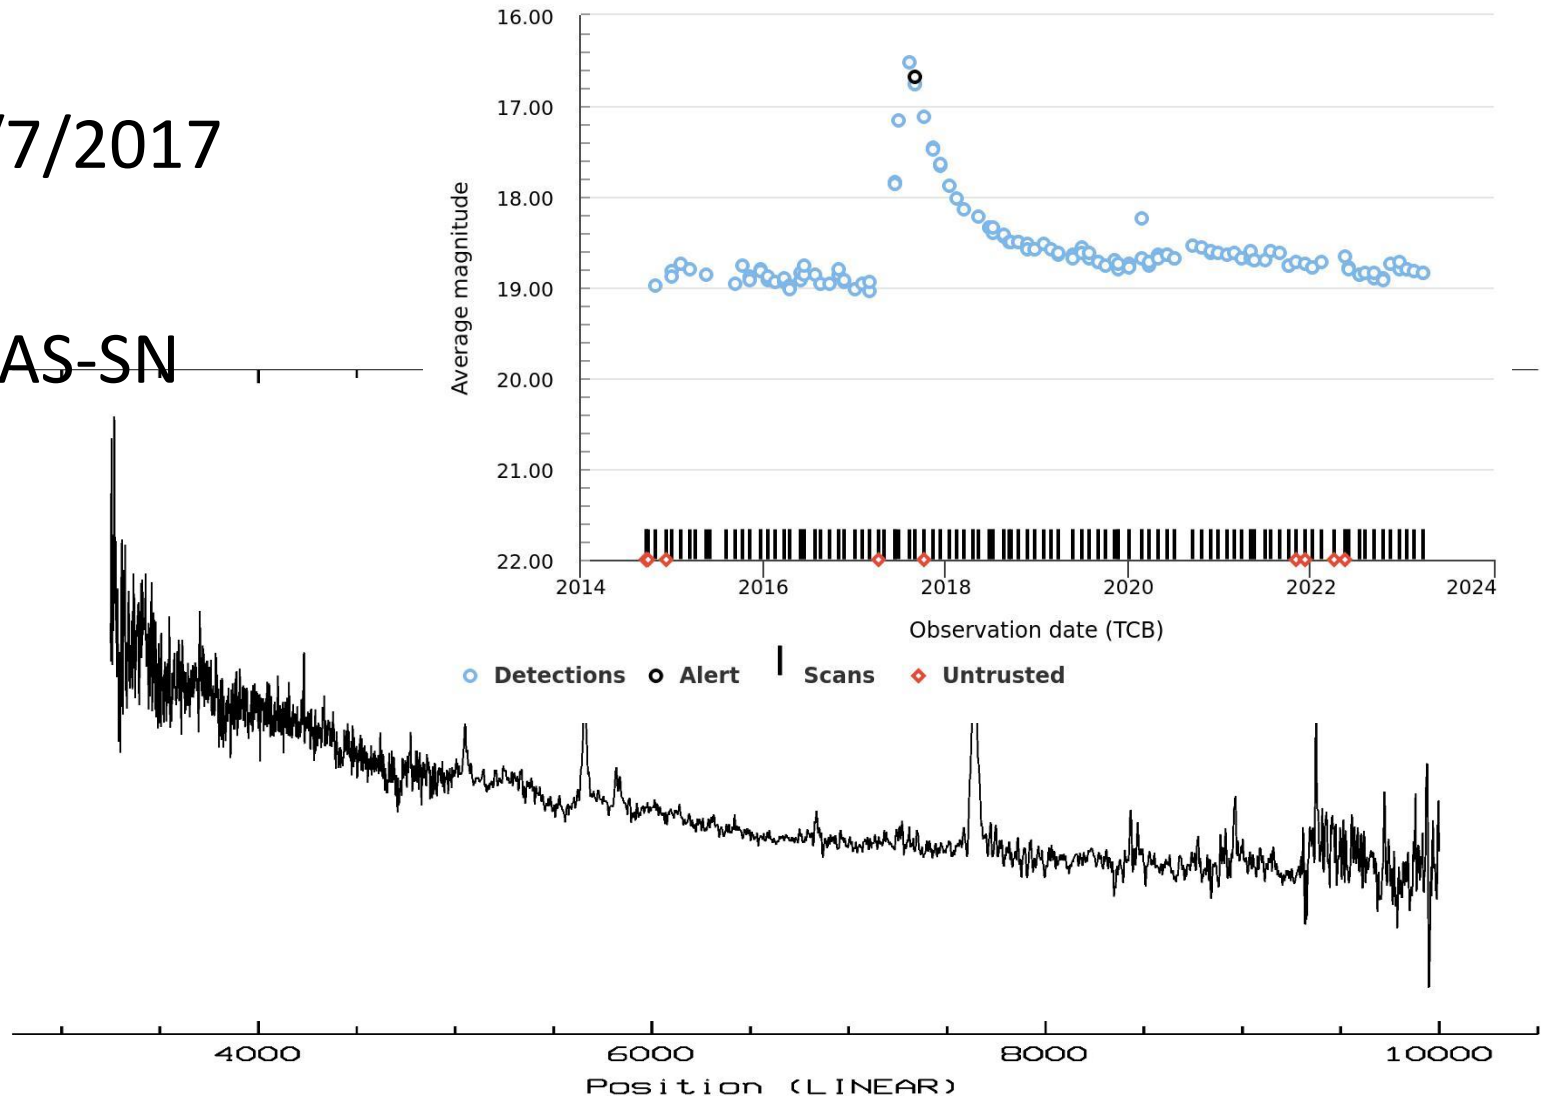 /7/2017
AS-SN
16.00
17.00
18.00
19.00
20.00
21.00
22.00
Average magnitude
2014 2016 2018 2020 2022 2024
Observation date (TCB)
Detections Alert Scans Untrusted
4000 6000 8000 10000
Position (LINEAR)